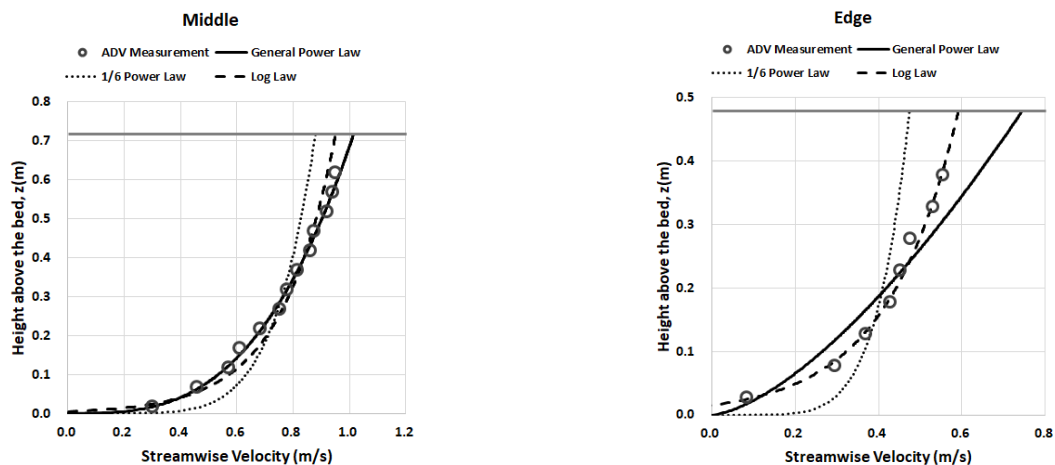 Middle
ADV Measurement General Power Law
1/6 Power Law Log Law
0.8
0.7
0.6
0.5
0.4
0.3
0.2
0.1
0.0
Height above the bed, z(m)
0.0 0.2 0.4 0.6 0.8 1.0 1.2
Streamwise Velocity (m/s)
Edge
ADV Measurement General Power Law
1/6 Power Law Log Law
0.5
0.4
0.3
0.2
0.1
0.0
Height above the bed, z(m)
0.0 0.2 0.4 0.6 0.8
Streamwise Velocity (m/s)